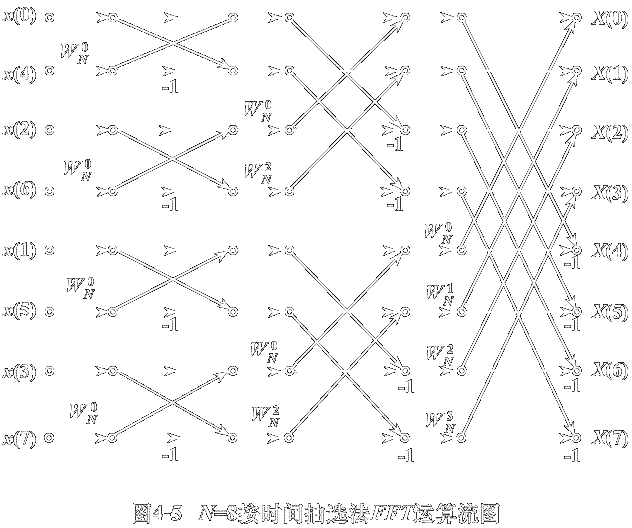 x(0) X(0)
W_N^0
x(4) -1 X(1)
W_N^0
x(2) -1 X(2)
W_N^0 W_N^2
x(6) -1 -1 X(3)
W_N^0
x(1) -1 X(4)
W_N^0 W_N^1
x(5) -1 -1 X(5)
W_N^0 W_N^2
x(3) -1 -1 X(6)
W_N^0 W_N^2 W_N^3
x(7) -1 -1 -1 X(7)
图4-5 N=8按时间抽选法FFT运算流图